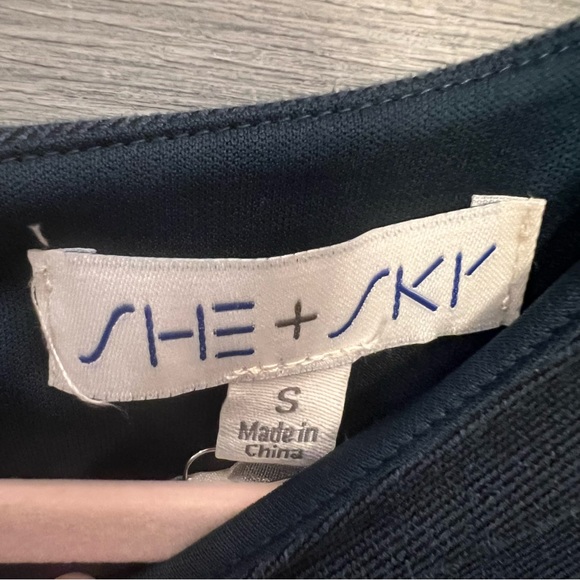 SHE + SKY
S
Made in
China